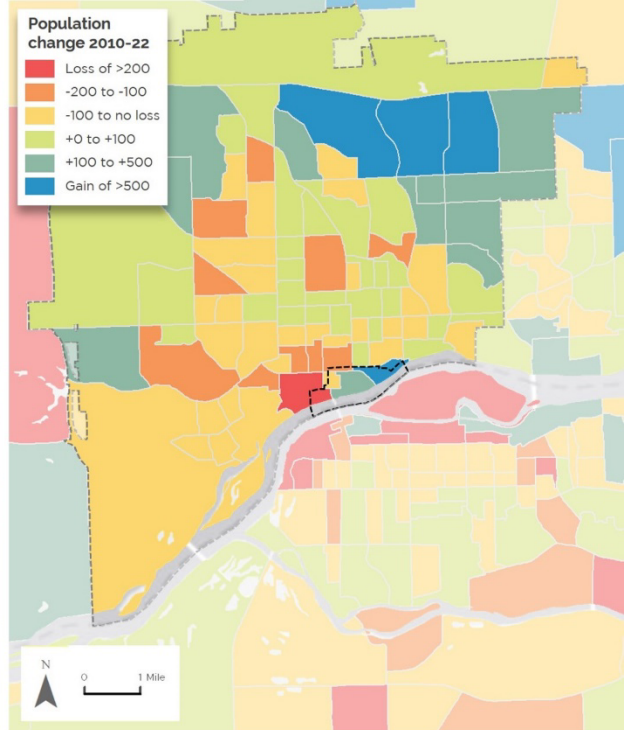 Population
change 2010-22
Loss of >200
-200 to -100
-100 to no loss
+0 to +100
+100 to +500
Gain of >500
N
0 1 Mile